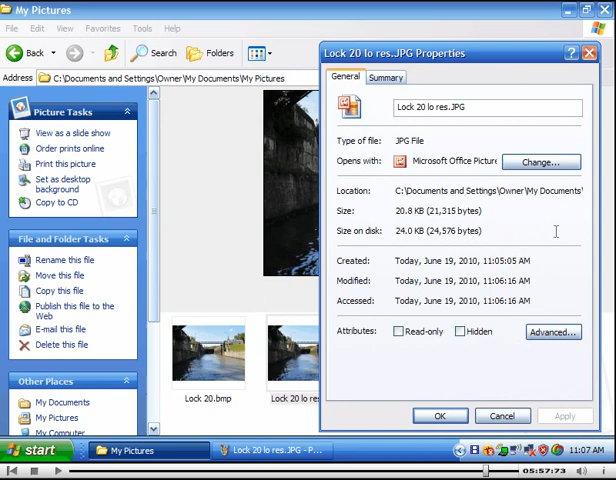 My Pictures
File Edit View Favorites Tools Help
Back Search Folders
Address C:\Documents and Settings\Owner\My Documents\My Pictures
Picture Tasks
View as a slide show
Order prints online
Print this picture
Set as desktop
background
Copy to CD
File and Folder Tasks
Rename this file
Move this file
Copy this file
Publish this file to the
Web
E-mail this file
Delete this file
Other Places
My Documents
My Pictures
My Computer
Lock 20.bmp
Lock 20 lo res
Lock 20 lo res.JPG Properties
General Summary
Lock 20 lo res.JPG
Type of file: JPG File
Opens with: Microsoft Office Picture Change...
Location: C:\Documents and Settings\Owner\My Documents\
Size: 20.8 KB (21,315 bytes)
Size on disk: 24.0 KB (24,576 bytes)
Created: Today, June 19, 2010, 11:05:05 AM
Modified: Today, June 19, 2010, 11:06:16 AM
Accessed: Today, June 19, 2010, 11:06:16 AM
Attributes: Read-only Hidden Advanced...
OK Cancel Apply
start My Pictures Lock 20 lo res.JPG - P... 11:07 AM
05:57:73